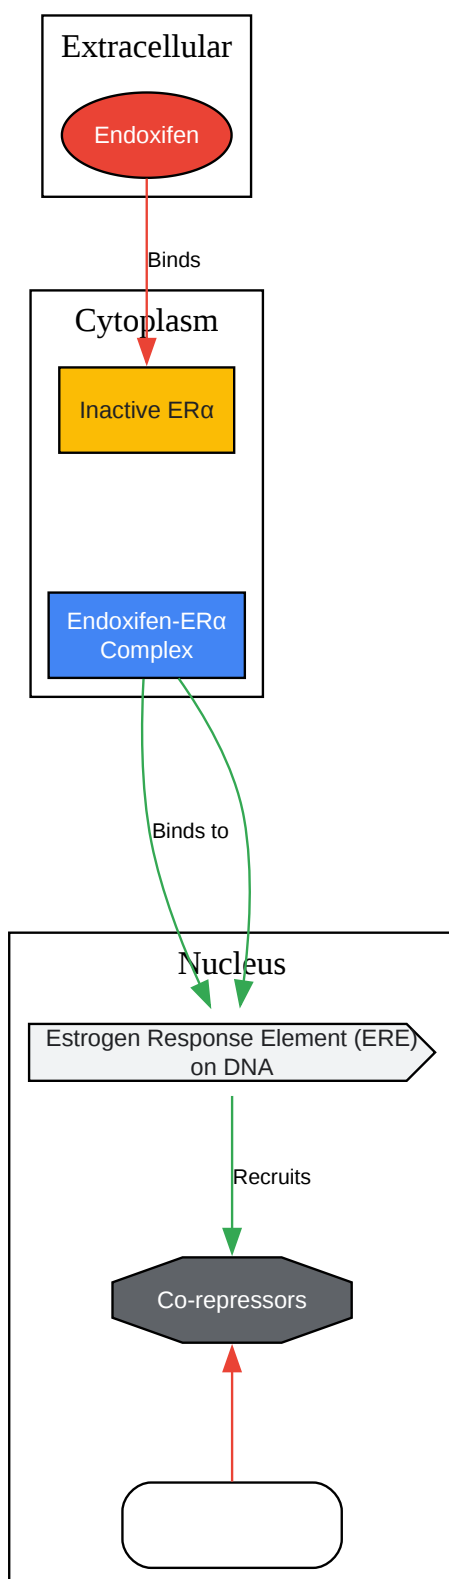 Extracellular
Endoxifen
Binds
Cytoplasm
Inactive ERα
Endoxifen-ERα
Complex
Binds to
Nucleus
Estrogen Response Element (ERE)
on DNA
Recruits
Co-repressors